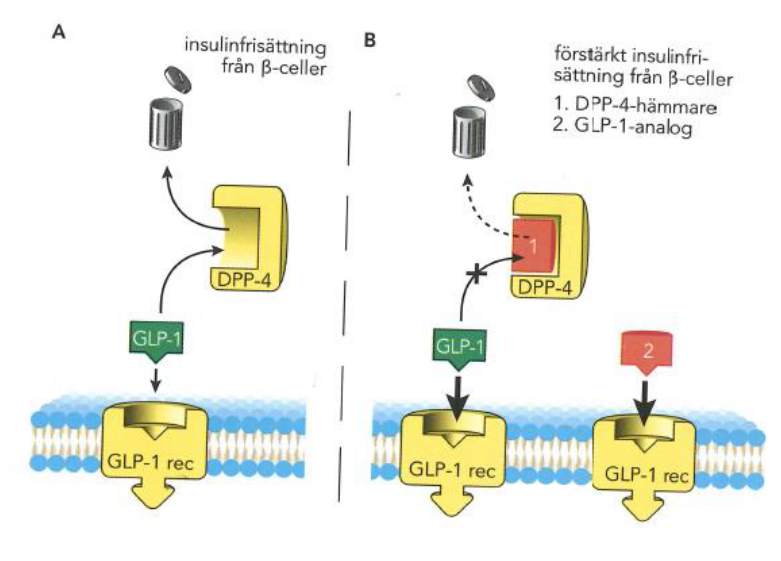 A
insulinfrisättning
från β-celler
DPP-4
GLP-1
GLP-1 rec
B
förstärkt insulinfri-
sättning från β-celler
1. DPP-4-hämmare
2. GLP-1-analog
1
DPP-4
GLP-1
2
GLP-1 rec
GLP-1 rec